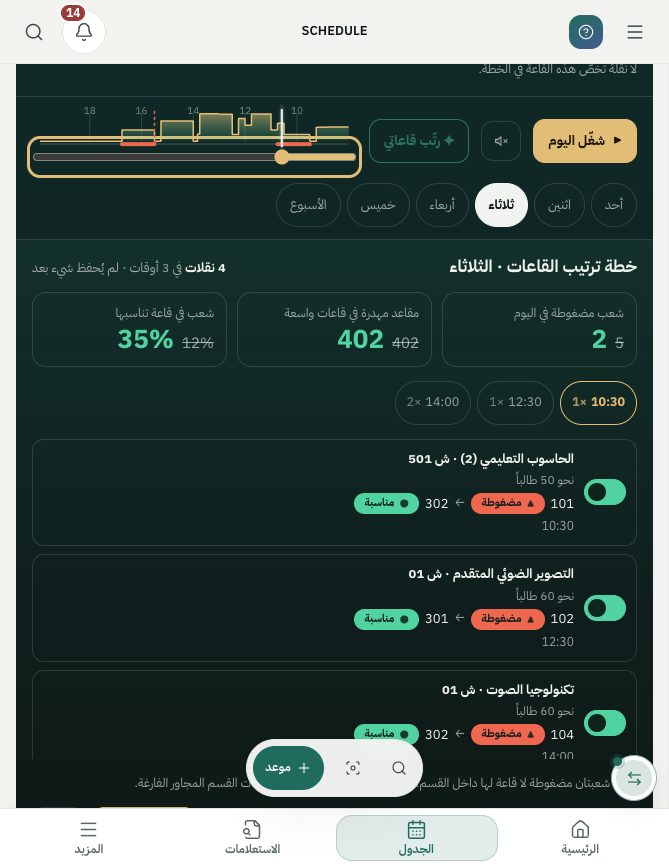 14
SCHEDULE
لا نقلة تخصّ هذه القاعة في الخطة.
شغّل اليوم
رتّب قاعاتي
10 12 14 16 18
أحد اثنين ثلاثاء أربعاء خميس الأسبوع
خطة ترتيب القاعات · الثلاثاء
4 نقلات في 3 أوقات · لم يُحفظ شيء بعد
شعب مضغوطة في اليوم
5 2
مقاعد مهدرة في قاعات واسعة
402 402
شعب في قاعة تناسبها
12% 35%
10:30 ×1
12:30 ×1
14:00 ×2
الحاسوب التعليمي (2) · ش 501
نحو 50 طالباً
101 ▲ مضغوطة ← 302 ● مناسبة
10:30
التصوير الضوئي المتقدم · ش 01
نحو 60 طالباً
102 ▲ مضغوطة ← 301 ● مناسبة
12:30
تكنولوجيا الصوت · ش 01
نحو 60 طالباً
104 ▲ مضغوطة ← 302 ● مناسبة
14:00
شعبتان مضغوطة لا قاعة لها داخل القسم
القسم المجاور الفارغة.
موعد
الرئيسية
الجدول
الاستعلامات
المزيد